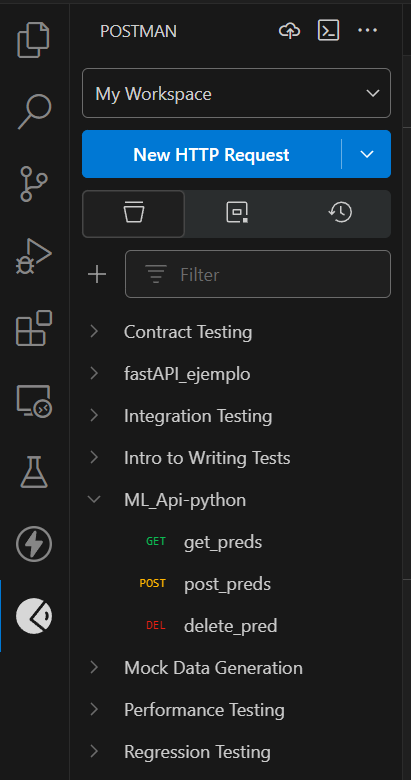 POSTMAN
My Workspace
New HTTP Request
Filter
Contract Testing
fastAPI_ejemplo
Integration Testing
Intro to Writing Tests
ML_Api-python
GET get_preds
POST post_preds
DEL delete_pred
Mock Data Generation
Performance Testing
Regression Testing